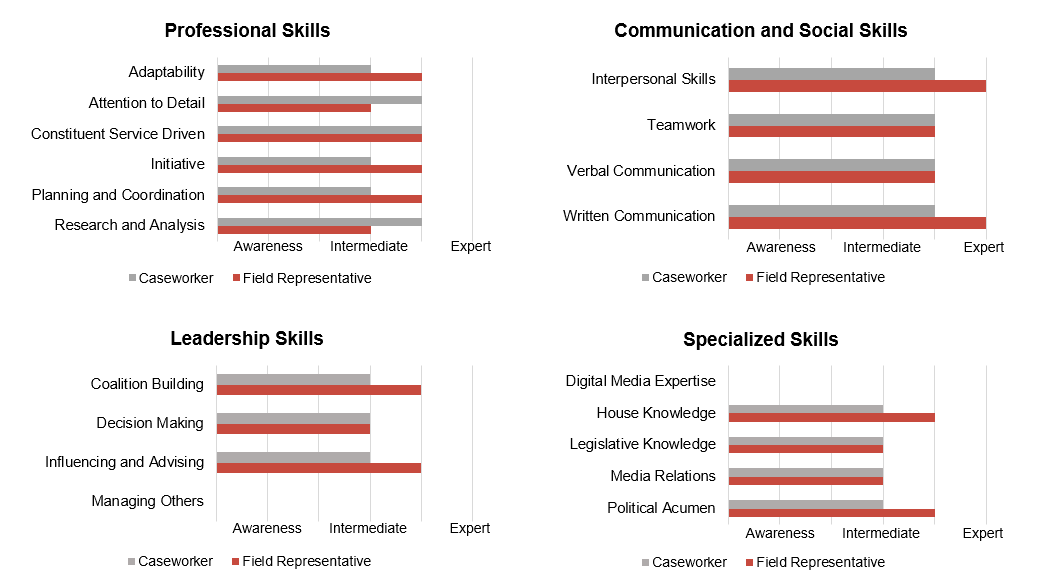 Professional Skills
Adaptability
Attention to Detail
Constituent Service Driven
Initiative
Planning and Coordination
Research and Analysis
Awareness Intermediate Expert
Caseworker Field Representative
Communication and Social Skills
Interpersonal Skills
Teamwork
Verbal Communication
Written Communication
Awareness Intermediate Expert
Caseworker Field Representative
Leadership Skills
Coalition Building
Decision Making
Influencing and Advising
Managing Others
Awareness Intermediate Expert
Caseworker Field Representative
Specialized Skills
Digital Media Expertise
House Knowledge
Legislative Knowledge
Media Relations
Political Acumen
Awareness Intermediate Expert
Caseworker Field Representative